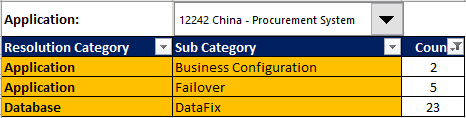 Application: 12242 China - Procurement System
Resolution Category Sub Category Coun
Application Business Configuration 2
Application Failover 5
Database DataFix 23